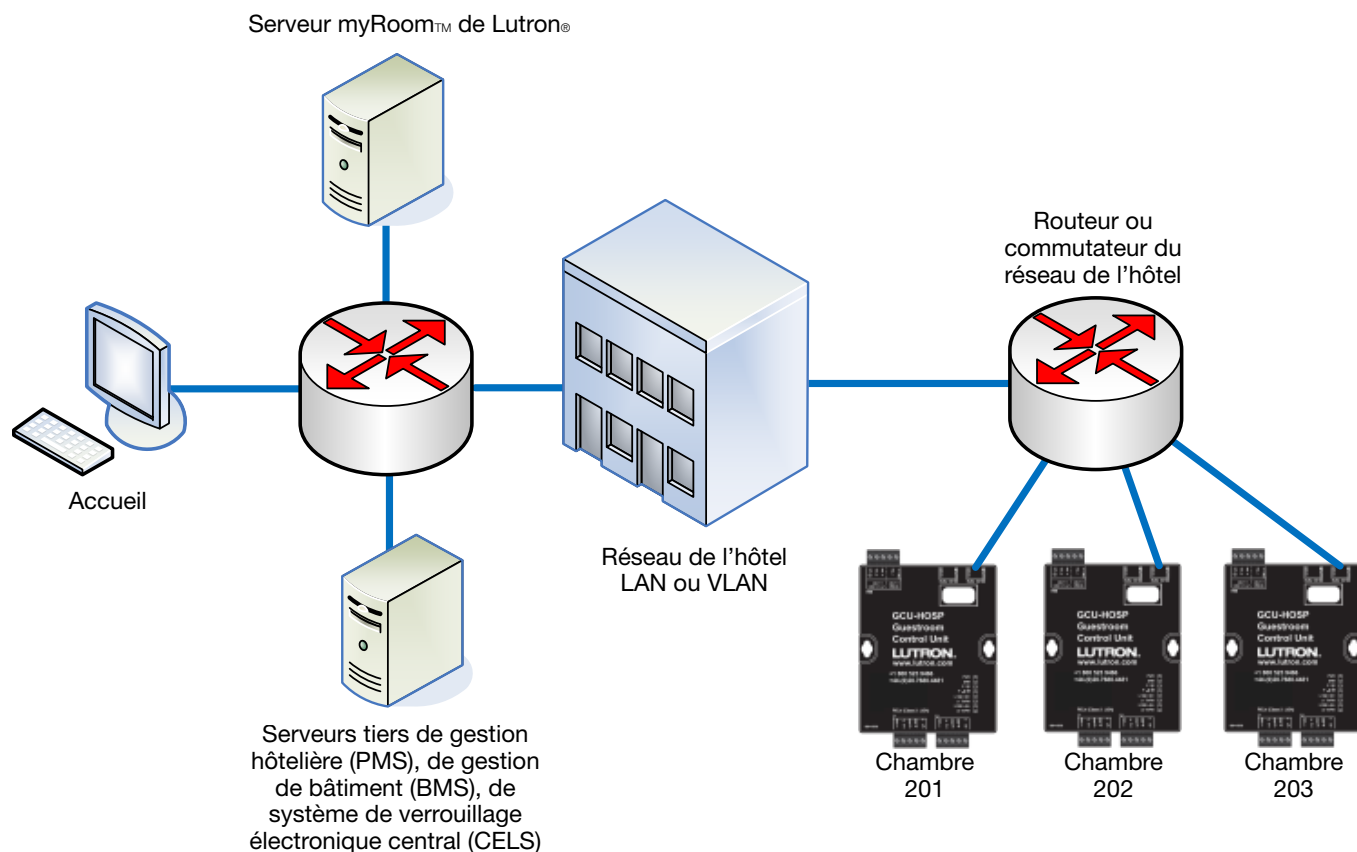 Serveur myRoom™ de Lutron®
Routeur ou
commutateur du
réseau de l’hôtel
Accueil
Réseau de l’hôtel
LAN ou VLAN
Serveurs tiers de gestion
hôtelière (PMS), de gestion
de bâtiment (BMS), de
système de verrouillage
électronique central (CELS)
GCU-HOSP
Guestroom
Control Unit
LUTRON.
www.lutron.com
Chambre
201
GCU-HOSP
Guestroom
Control Unit
LUTRON.
www.lutron.com
Chambre
202
GCU-HOSP
Guestroom
Control Unit
LUTRON.
www.lutron.com
Chambre
203